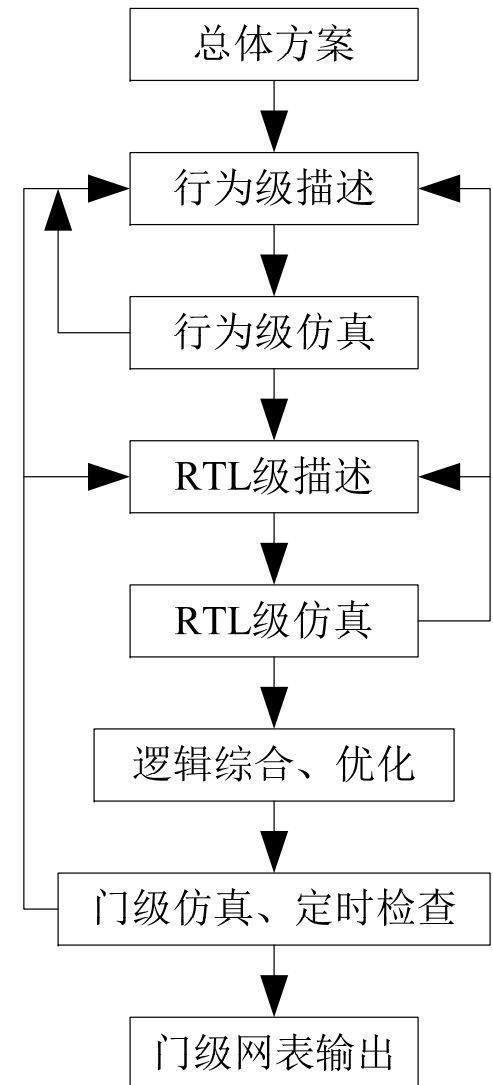 总体方案
行为级描述
行为级仿真
RTL级描述
RTL级仿真
逻辑综合、优化
门级仿真、定时检查
门级网表输出